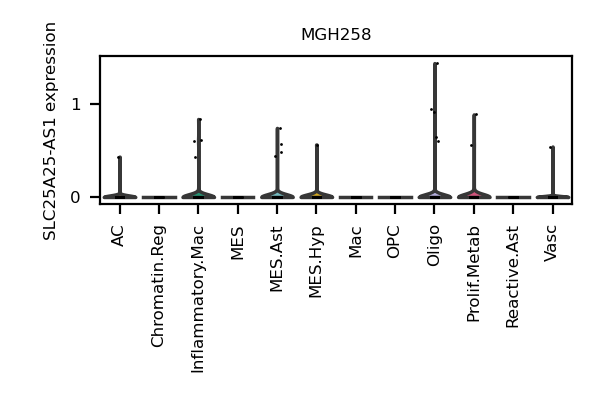 MGH258
SLC25A25-AS1 expression
1
0
AC
Chromatin.Reg
Inflammatory.Mac
MES
MES.Ast
MES.Hyp
Mac
OPC
Oligo
Prolif.Metab
Reactive.Ast
Vasc